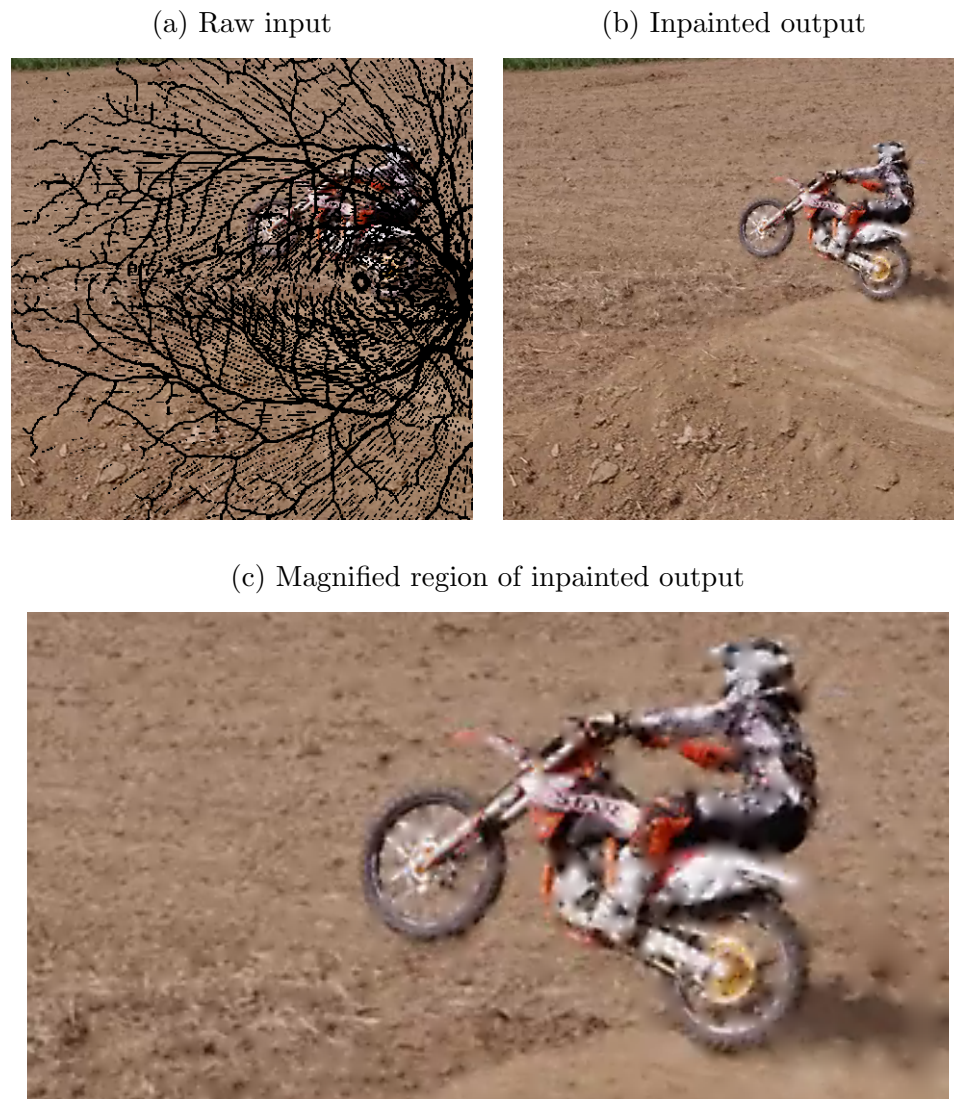 (a) Raw input
(b) Inpainted output
(c) Magnified region of inpainted output